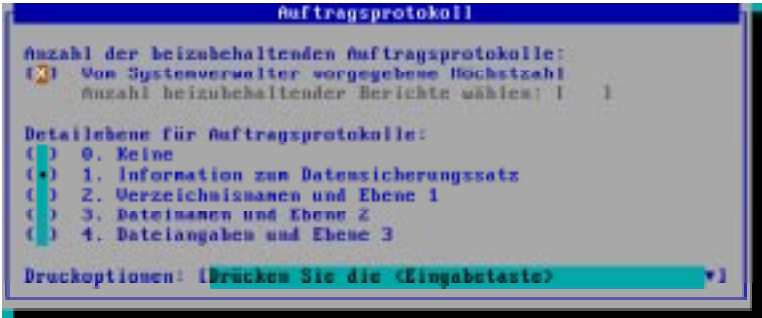 Auftragsprotokoll
Anzahl der beizubehaltenden Auftragsprotokolle:
[X] Vom Systemverwalter vorgegebene Höchstzahl
Anzahl beizubehaltender Berichte wählen: [ ]
Detailebene für Auftragsprotokolle:
( ) 0. Keine
(•) 1. Information zum Datensicherungssatz
( ) 2. Verzeichnisnamen und Ebene 1
( ) 3. Dateinamen und Ebene 2
( ) 4. Dateiangaben und Ebene 3
Druckoptionen: [Drücken Sie die <Eingabetaste> ▼]